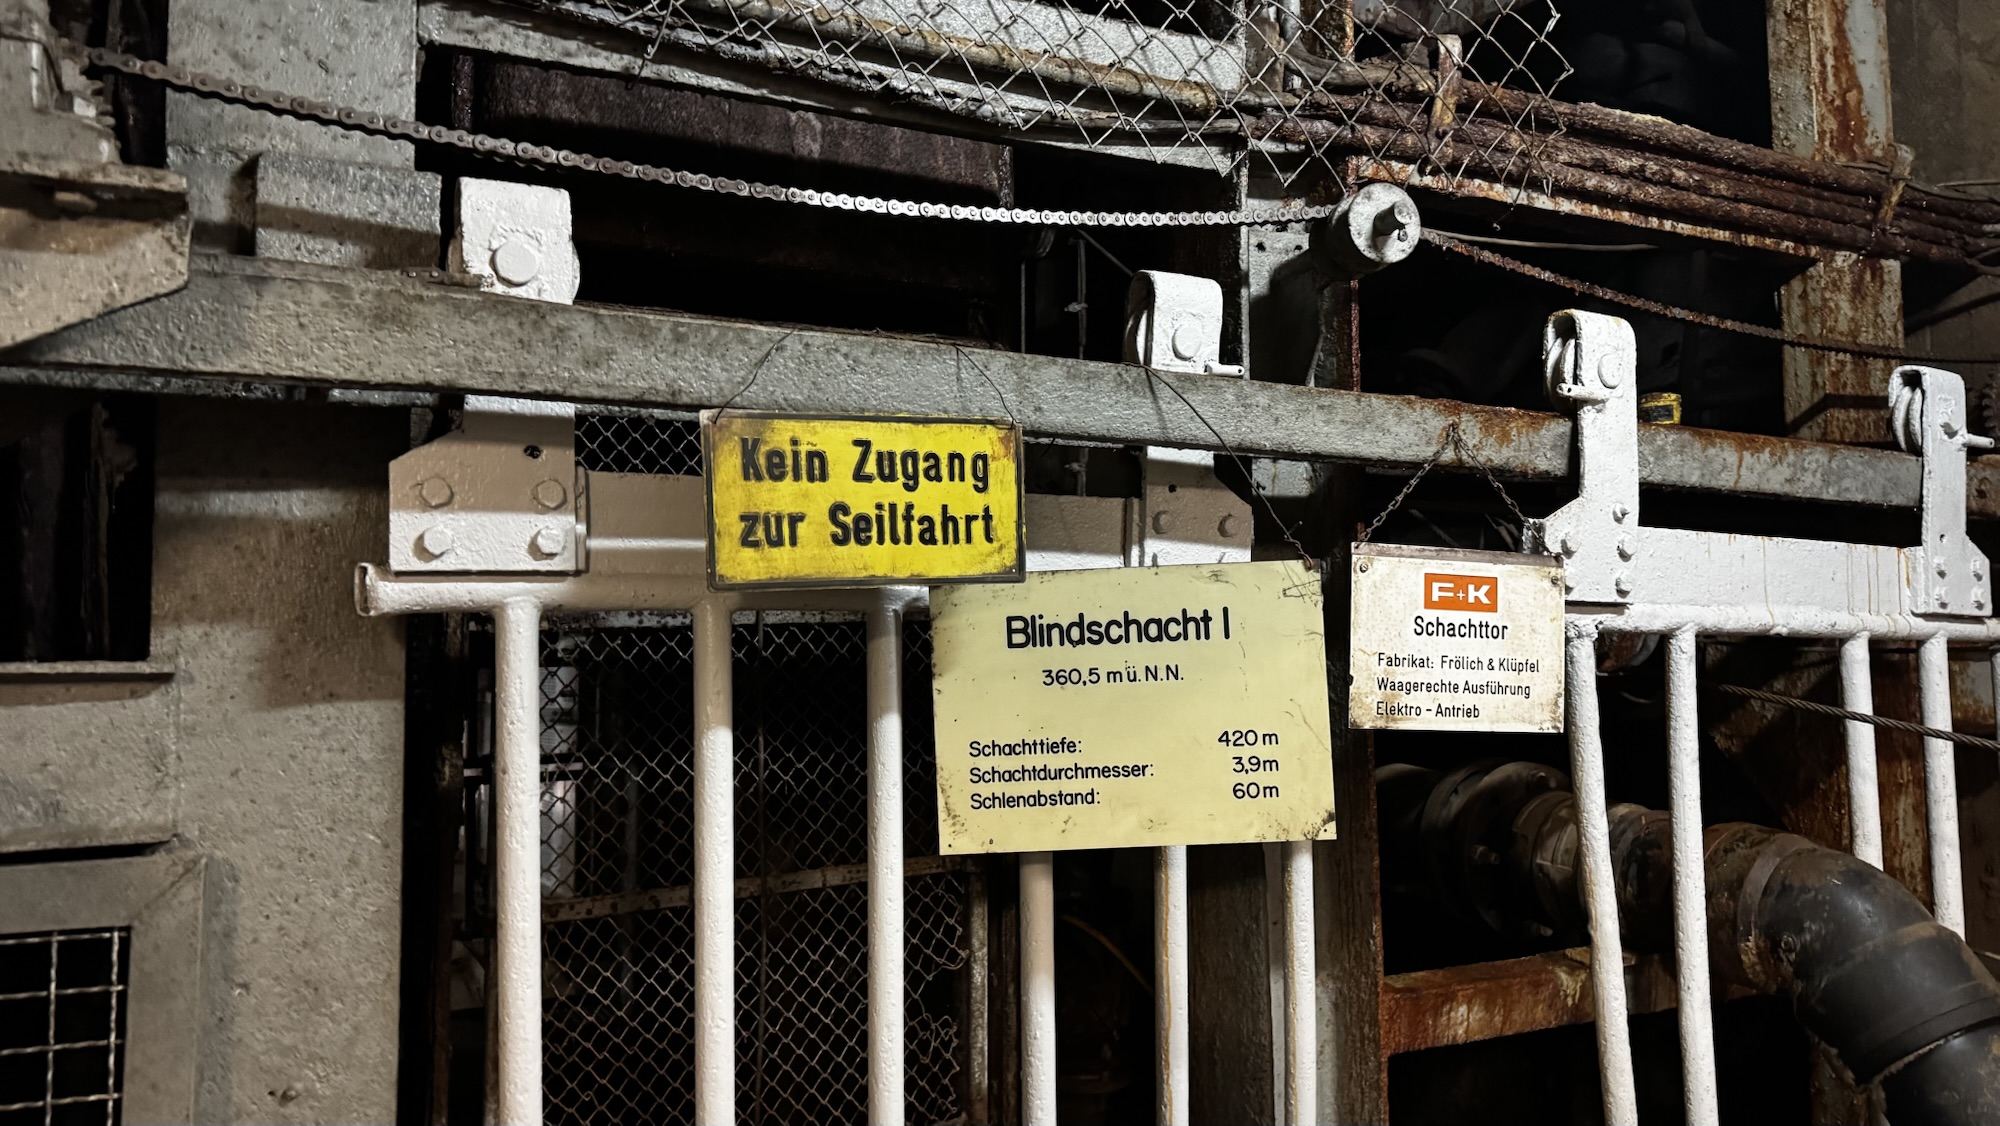 Kein Zugang
zur Seilfahrt
Blindschacht I
360,5 m ü. N.N.
Schachttiefe: 420 m
Schachtdurchmesser: 3,9 m
Schlenabstand: 60 m
F+K
Schachttor
Fabrikat: Frölich & Klüpfel
Waagerechte Ausführung
Elektro - Antrieb